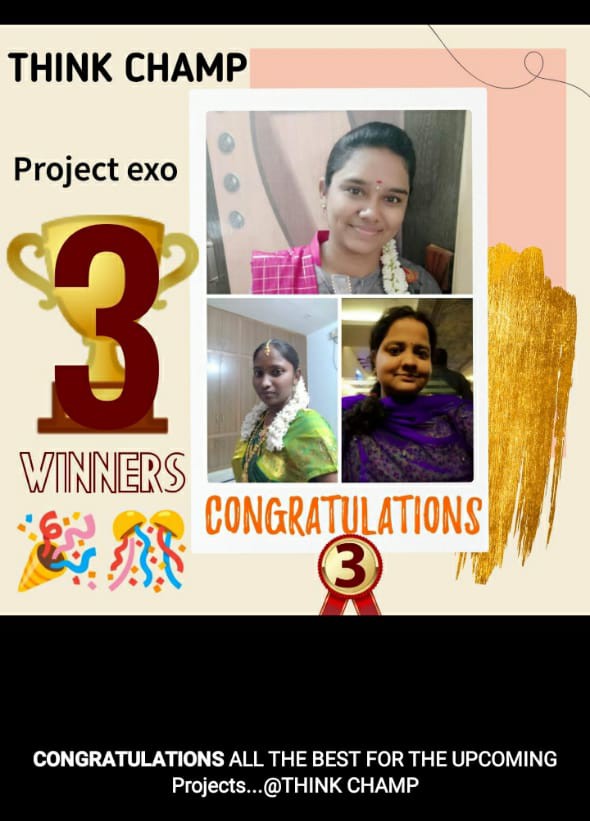 THINK CHAMP
Project exo
3
WINNERS
CONGRATULATIONS
3
CONGRATULATIONS ALL THE BEST FOR THE UPCOMING
Projects...@THINK CHAMP